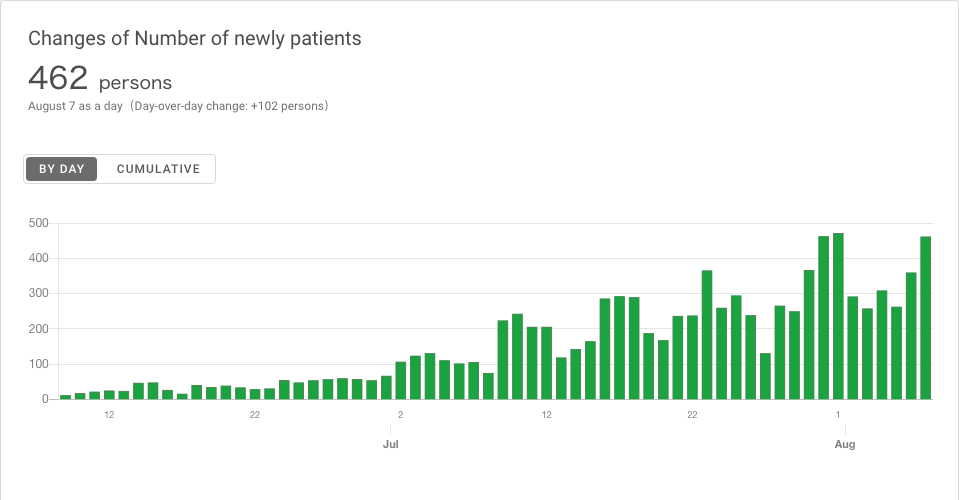 Changes of Number of newly patients
462 persons
August 7 as a day（Day-over-day change: +102 persons）
BY DAY CUMULATIVE
500
400
300
200
100
0
12 22 2 12 22 1
Jul Aug